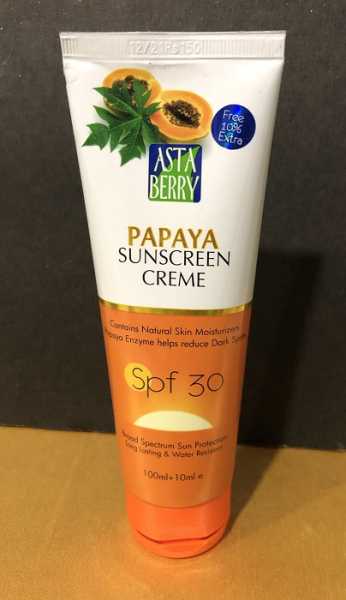 Free
10%
Extra
ASTA
BERRY
PAPAYA
SUNSCREEN
CREME
Contains Natural Skin Moisturizers
Papaya Enzyme helps reduce Dark
Spf 30
Broad Spectrum Sun Protection
Long lasting & Water Resistant
100ml+10ml e